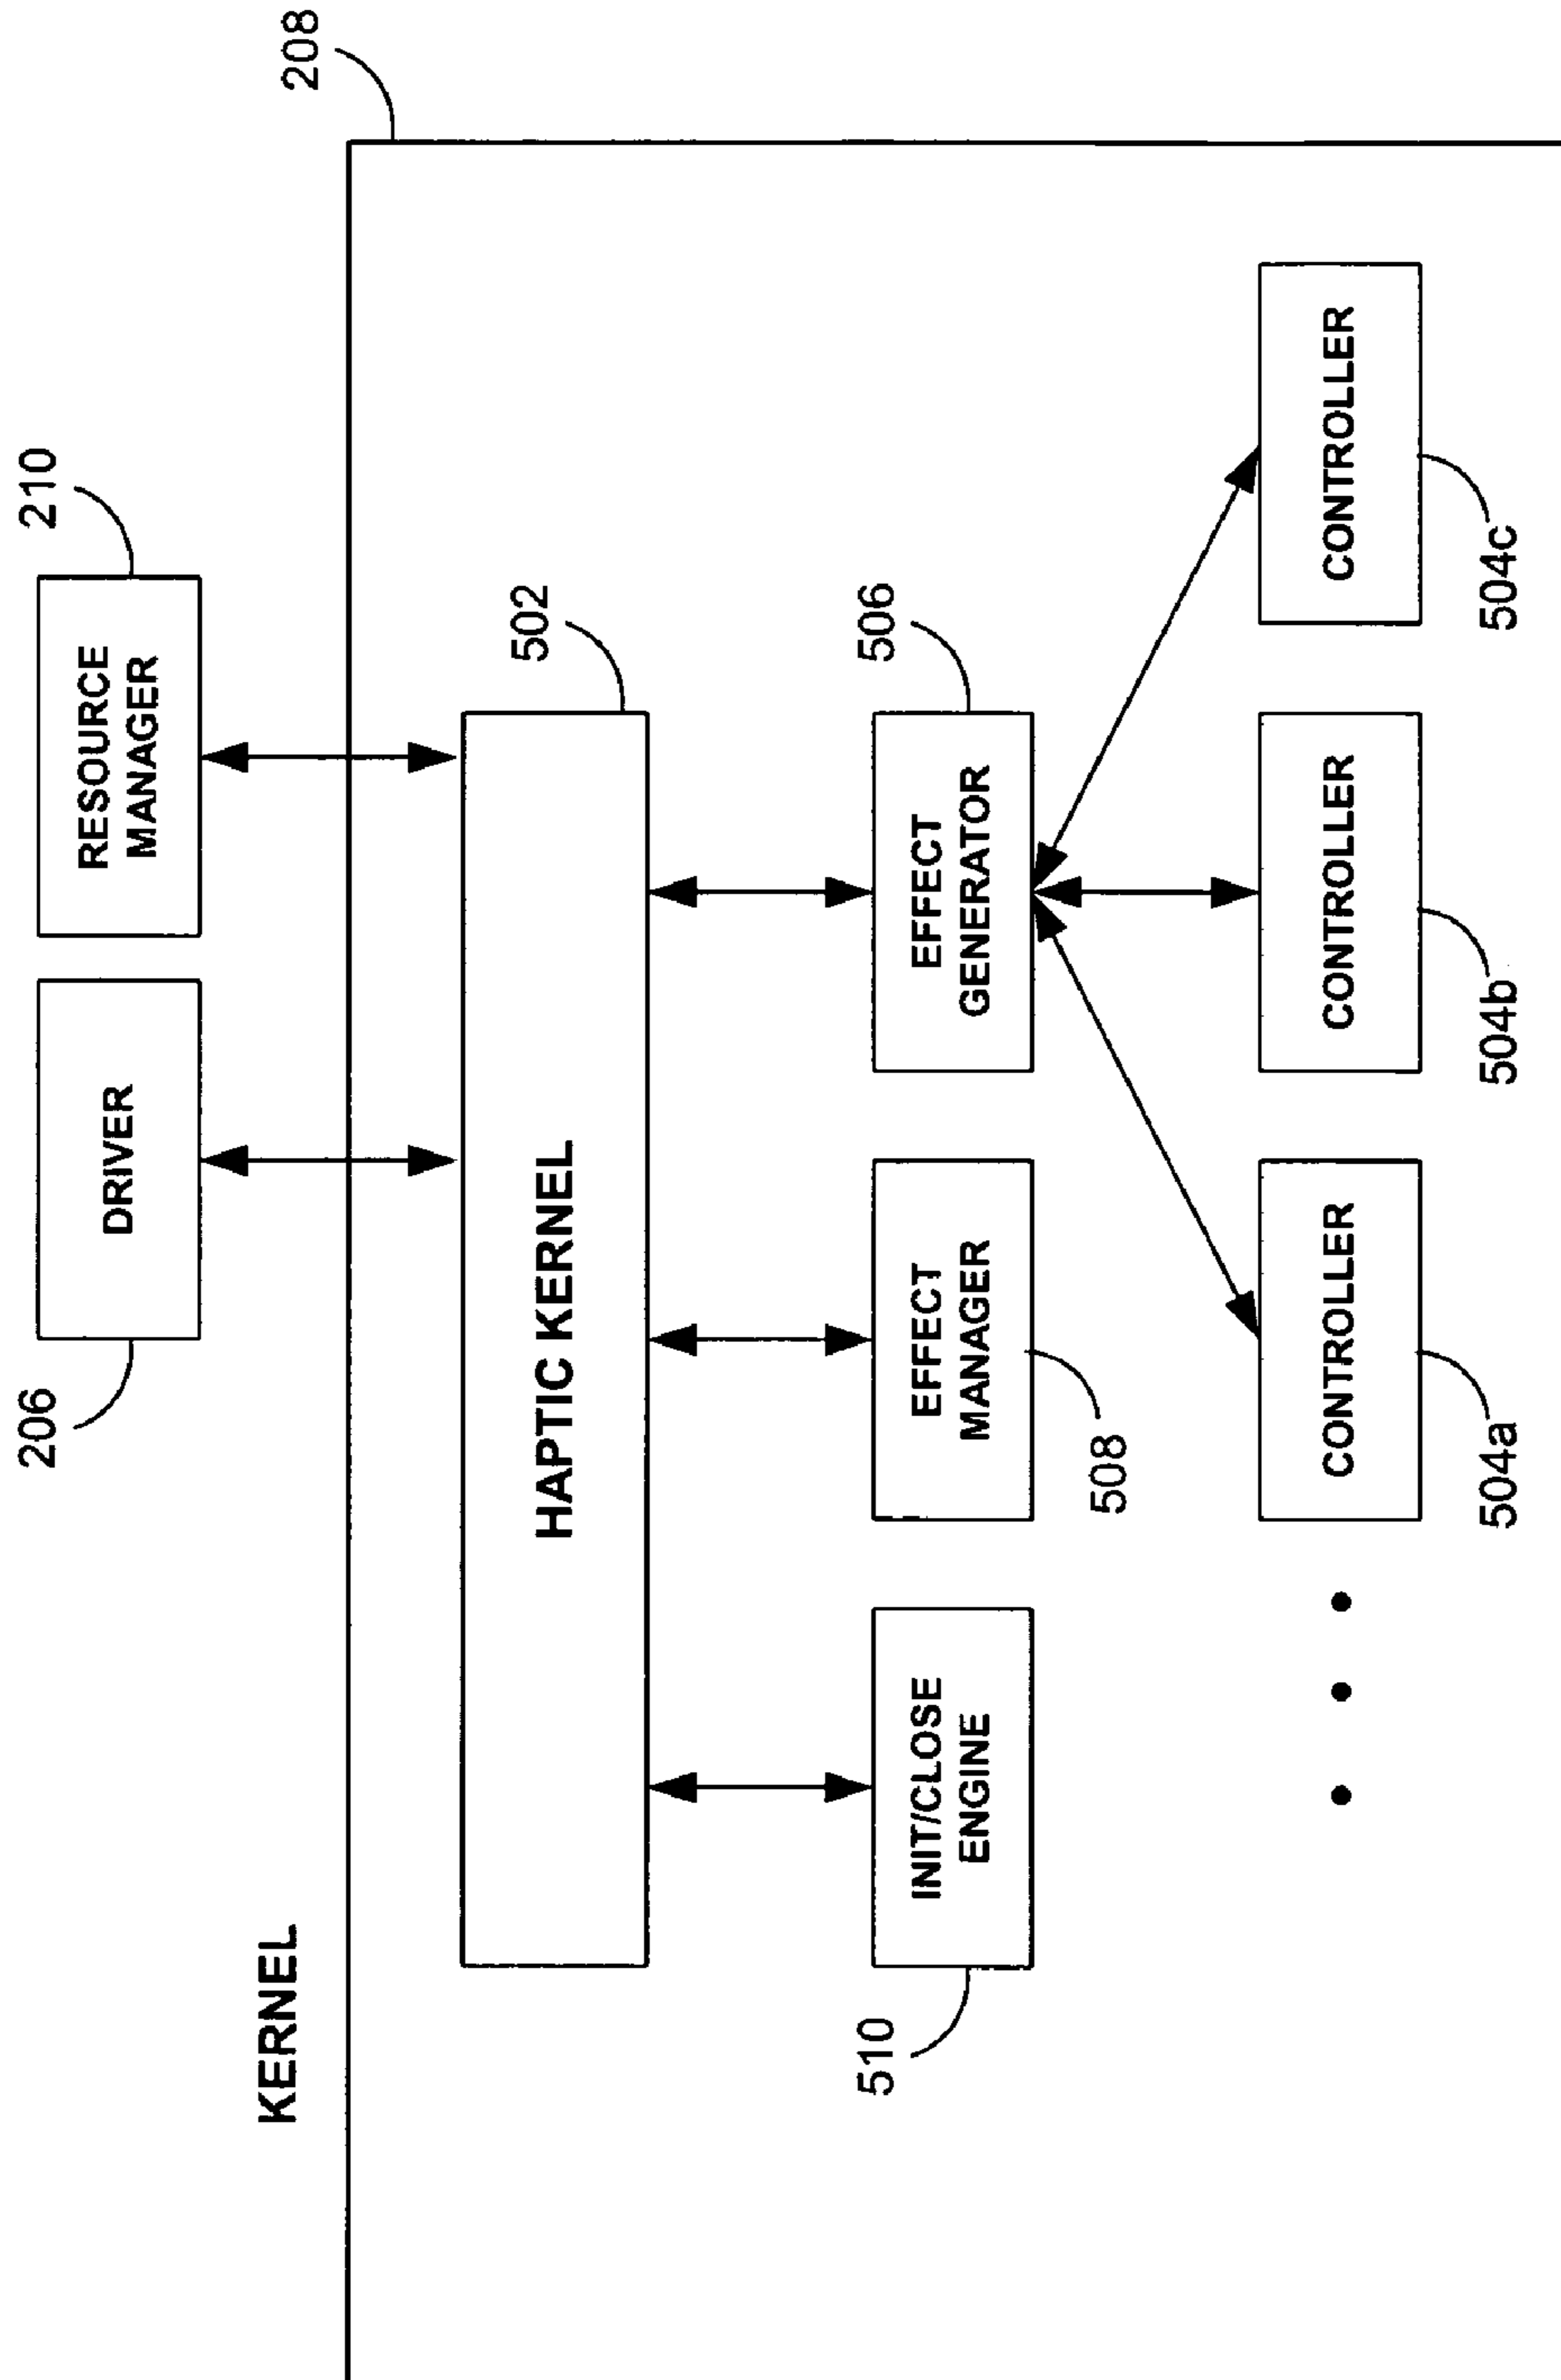 206
DRIVER
RESOURCE
MANAGER
210
KERNEL
208
HAPTIC KERNEL
502
510
INIT/CLOSE
ENGINE
EFFECT
MANAGER
508
EFFECT
GENERATOR
506
CONTROLLER
CONTROLLER
CONTROLLER
504a
504b
504c